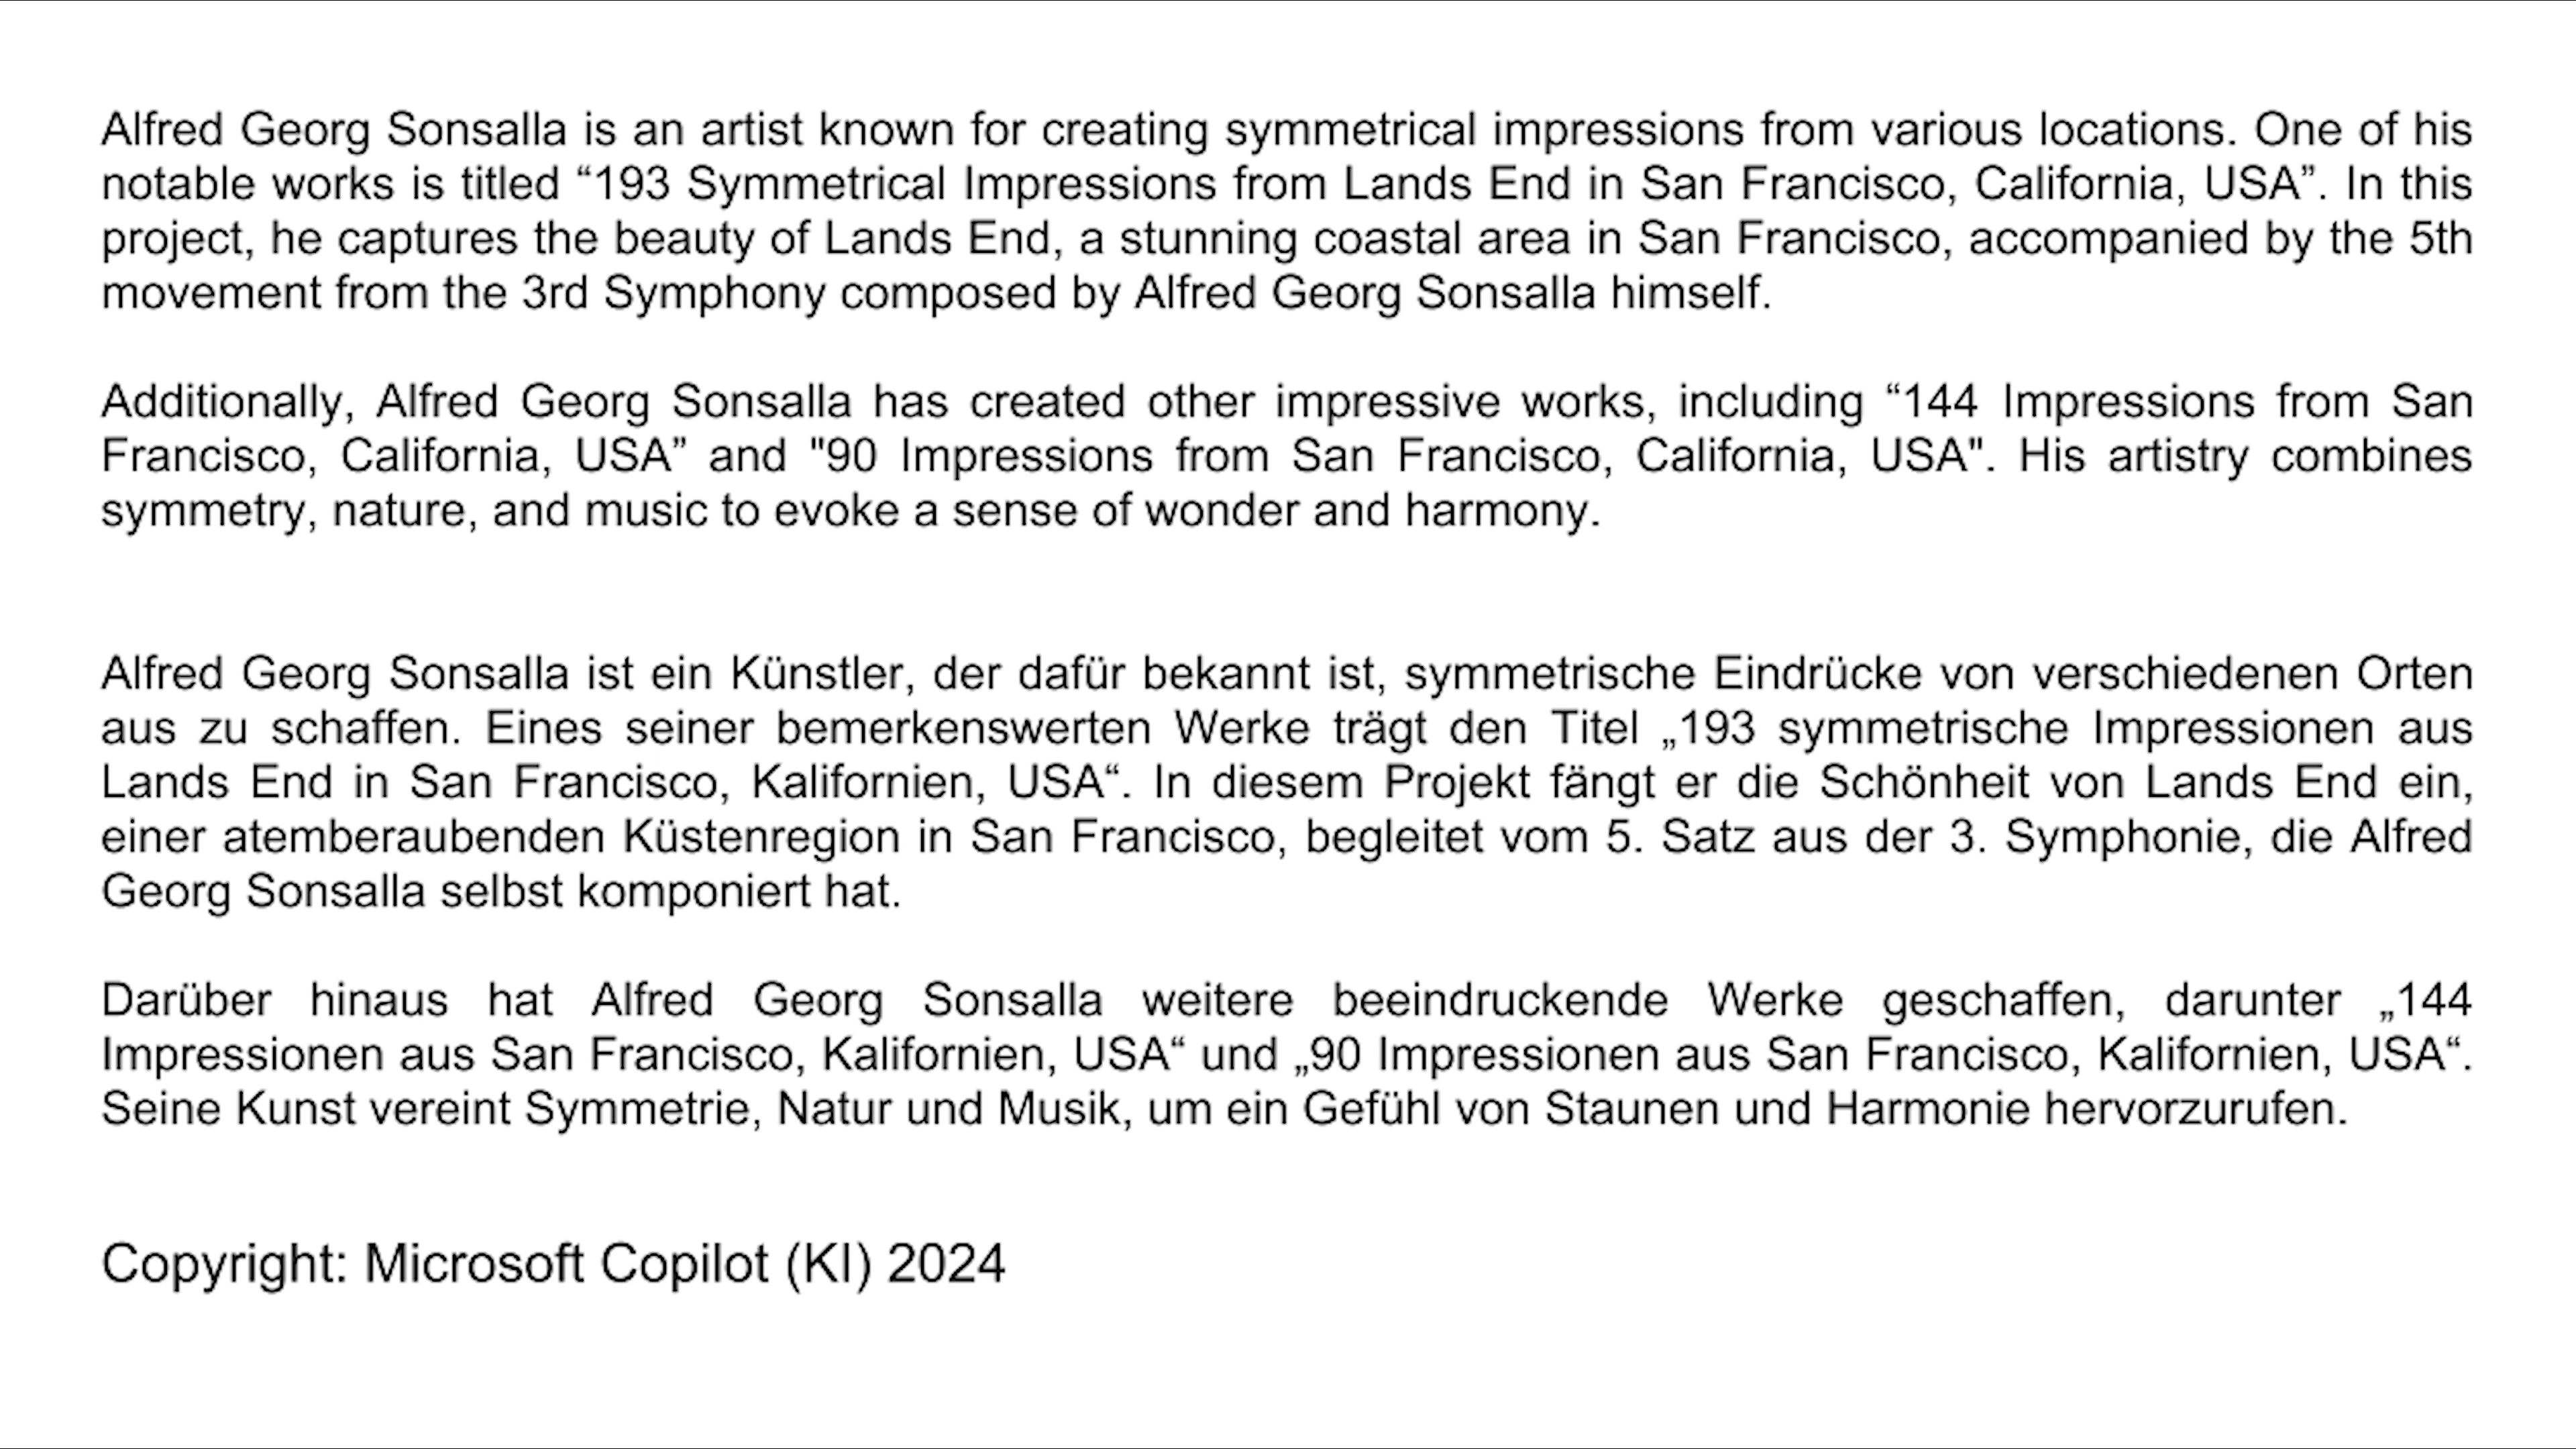 Alfred Georg Sonsalla is an artist known for creating symmetrical impressions from various locations. One of his
notable works is titled “193 Symmetrical Impressions from Lands End in San Francisco, California, USA”. In this
project, he captures the beauty of Lands End, a stunning coastal area in San Francisco, accompanied by the 5th
movement from the 3rd Symphony composed by Alfred Georg Sonsalla himself.
Additionally, Alfred Georg Sonsalla has created other impressive works, including “144 Impressions from San
Francisco, California, USA” and "90 Impressions from San Francisco, California, USA". His artistry combines
symmetry, nature, and music to evoke a sense of wonder and harmony.
Alfred Georg Sonsalla ist ein Künstler, der dafür bekannt ist, symmetrische Eindrücke von verschiedenen Orten
aus zu schaffen. Eines seiner bemerkenswerten Werke trägt den Titel „193 symmetrische Impressionen aus
Lands End in San Francisco, Kalifornien, USA“. In diesem Projekt fängt er die Schönheit von Lands End ein,
einer atemberaubenden Küstenregion in San Francisco, begleitet vom 5. Satz aus der 3. Symphonie, die Alfred
Georg Sonsalla selbst komponiert hat.
Darüber hinaus hat Alfred Georg Sonsalla weitere beeindruckende Werke geschaffen, darunter „144
Impressionen aus San Francisco, Kalifornien, USA“ und „90 Impressionen aus San Francisco, Kalifornien, USA“.
Seine Kunst vereint Symmetrie, Natur und Musik, um ein Gefühl von Staunen und Harmonie hervorzurufen.
Copyright: Microsoft Copilot (KI) 2024